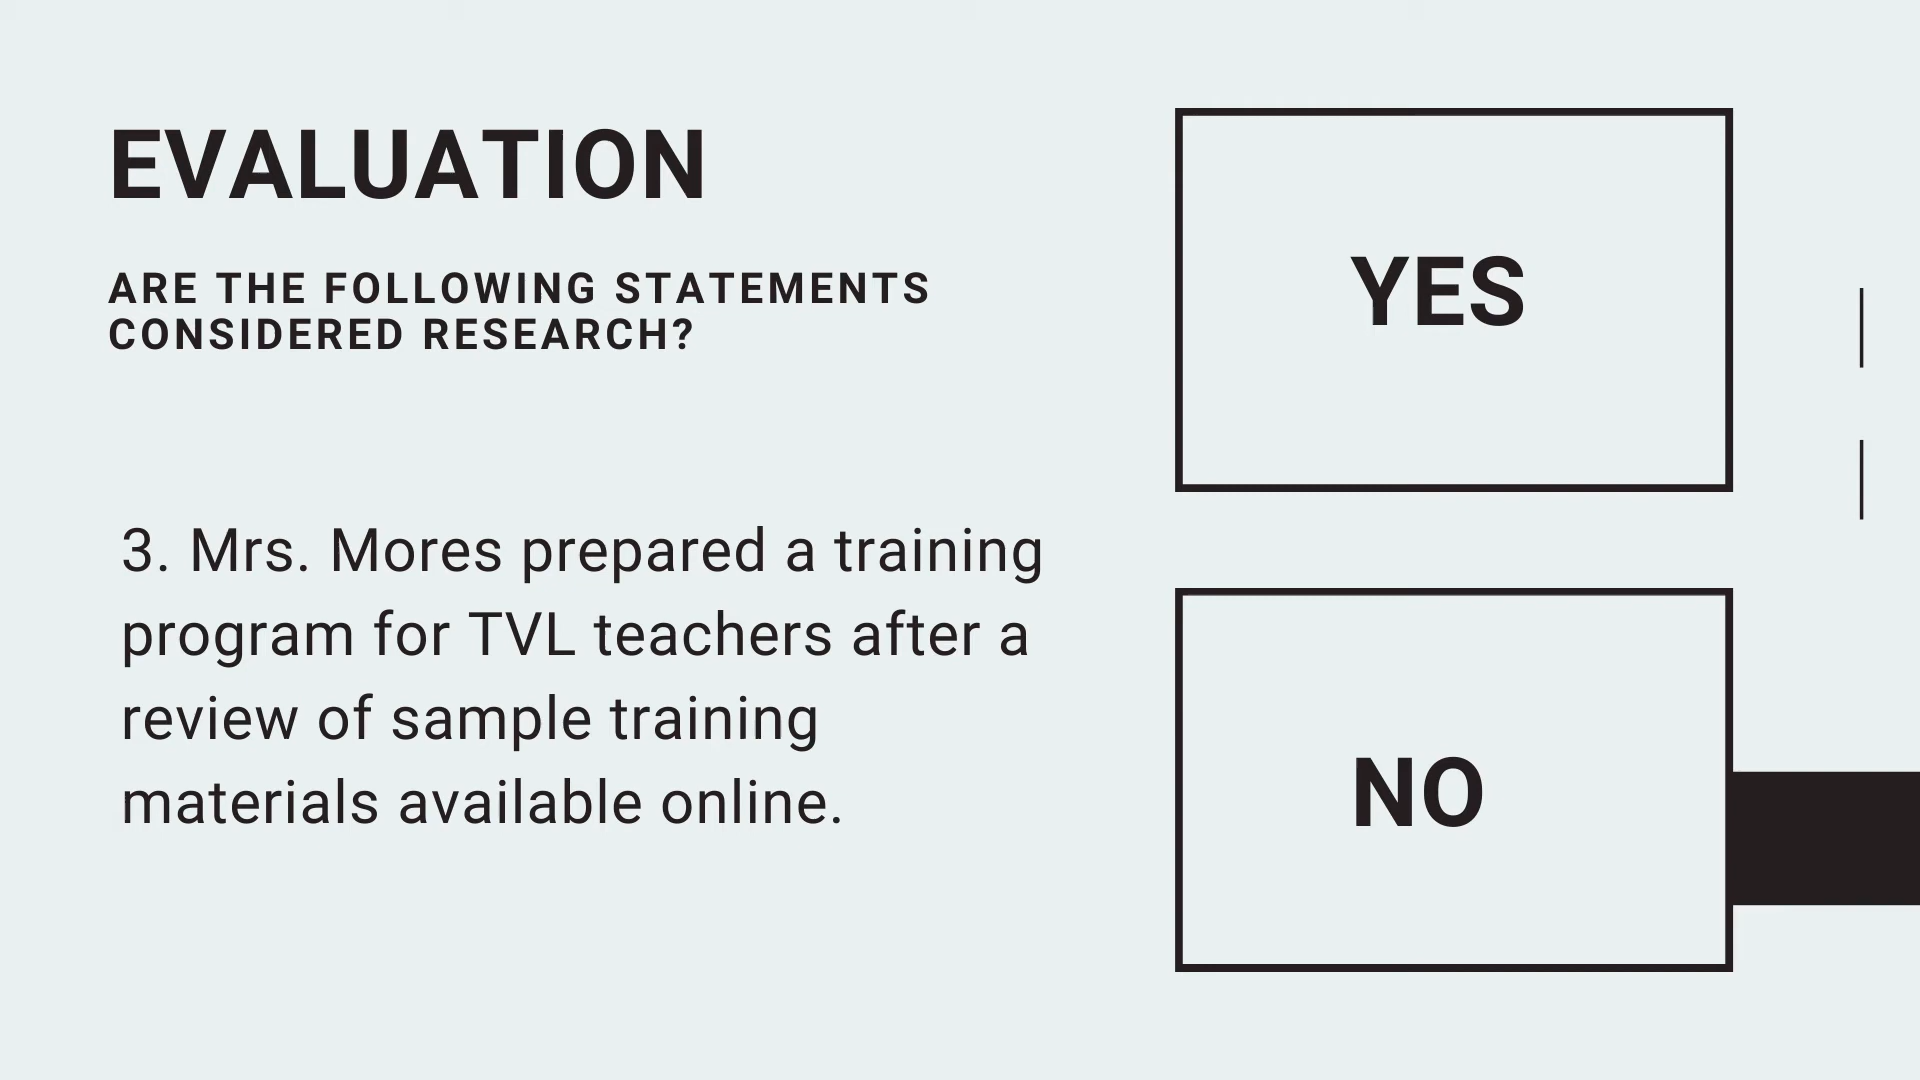 EVALUATION
ARE THE FOLLOWING STATEMENTS
CONSIDERED RESEARCH?
3. Mrs. Mores prepared a training
program for TVL teachers after a
review of sample training
materials available online.
YES
NO